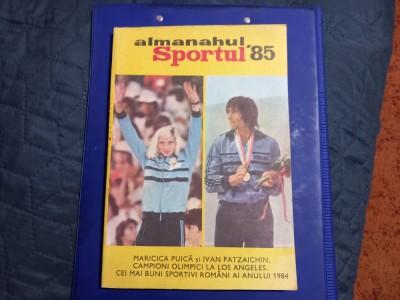 almanahul
Sportul '85
MARICICA PUICĂ și IVAN PATZAICHIN,
CAMPIONI OLIMPICI LA LOS ANGELES,
CEI MAI BUNI SPORTIVI ROMÂNI AI ANULUI 1984